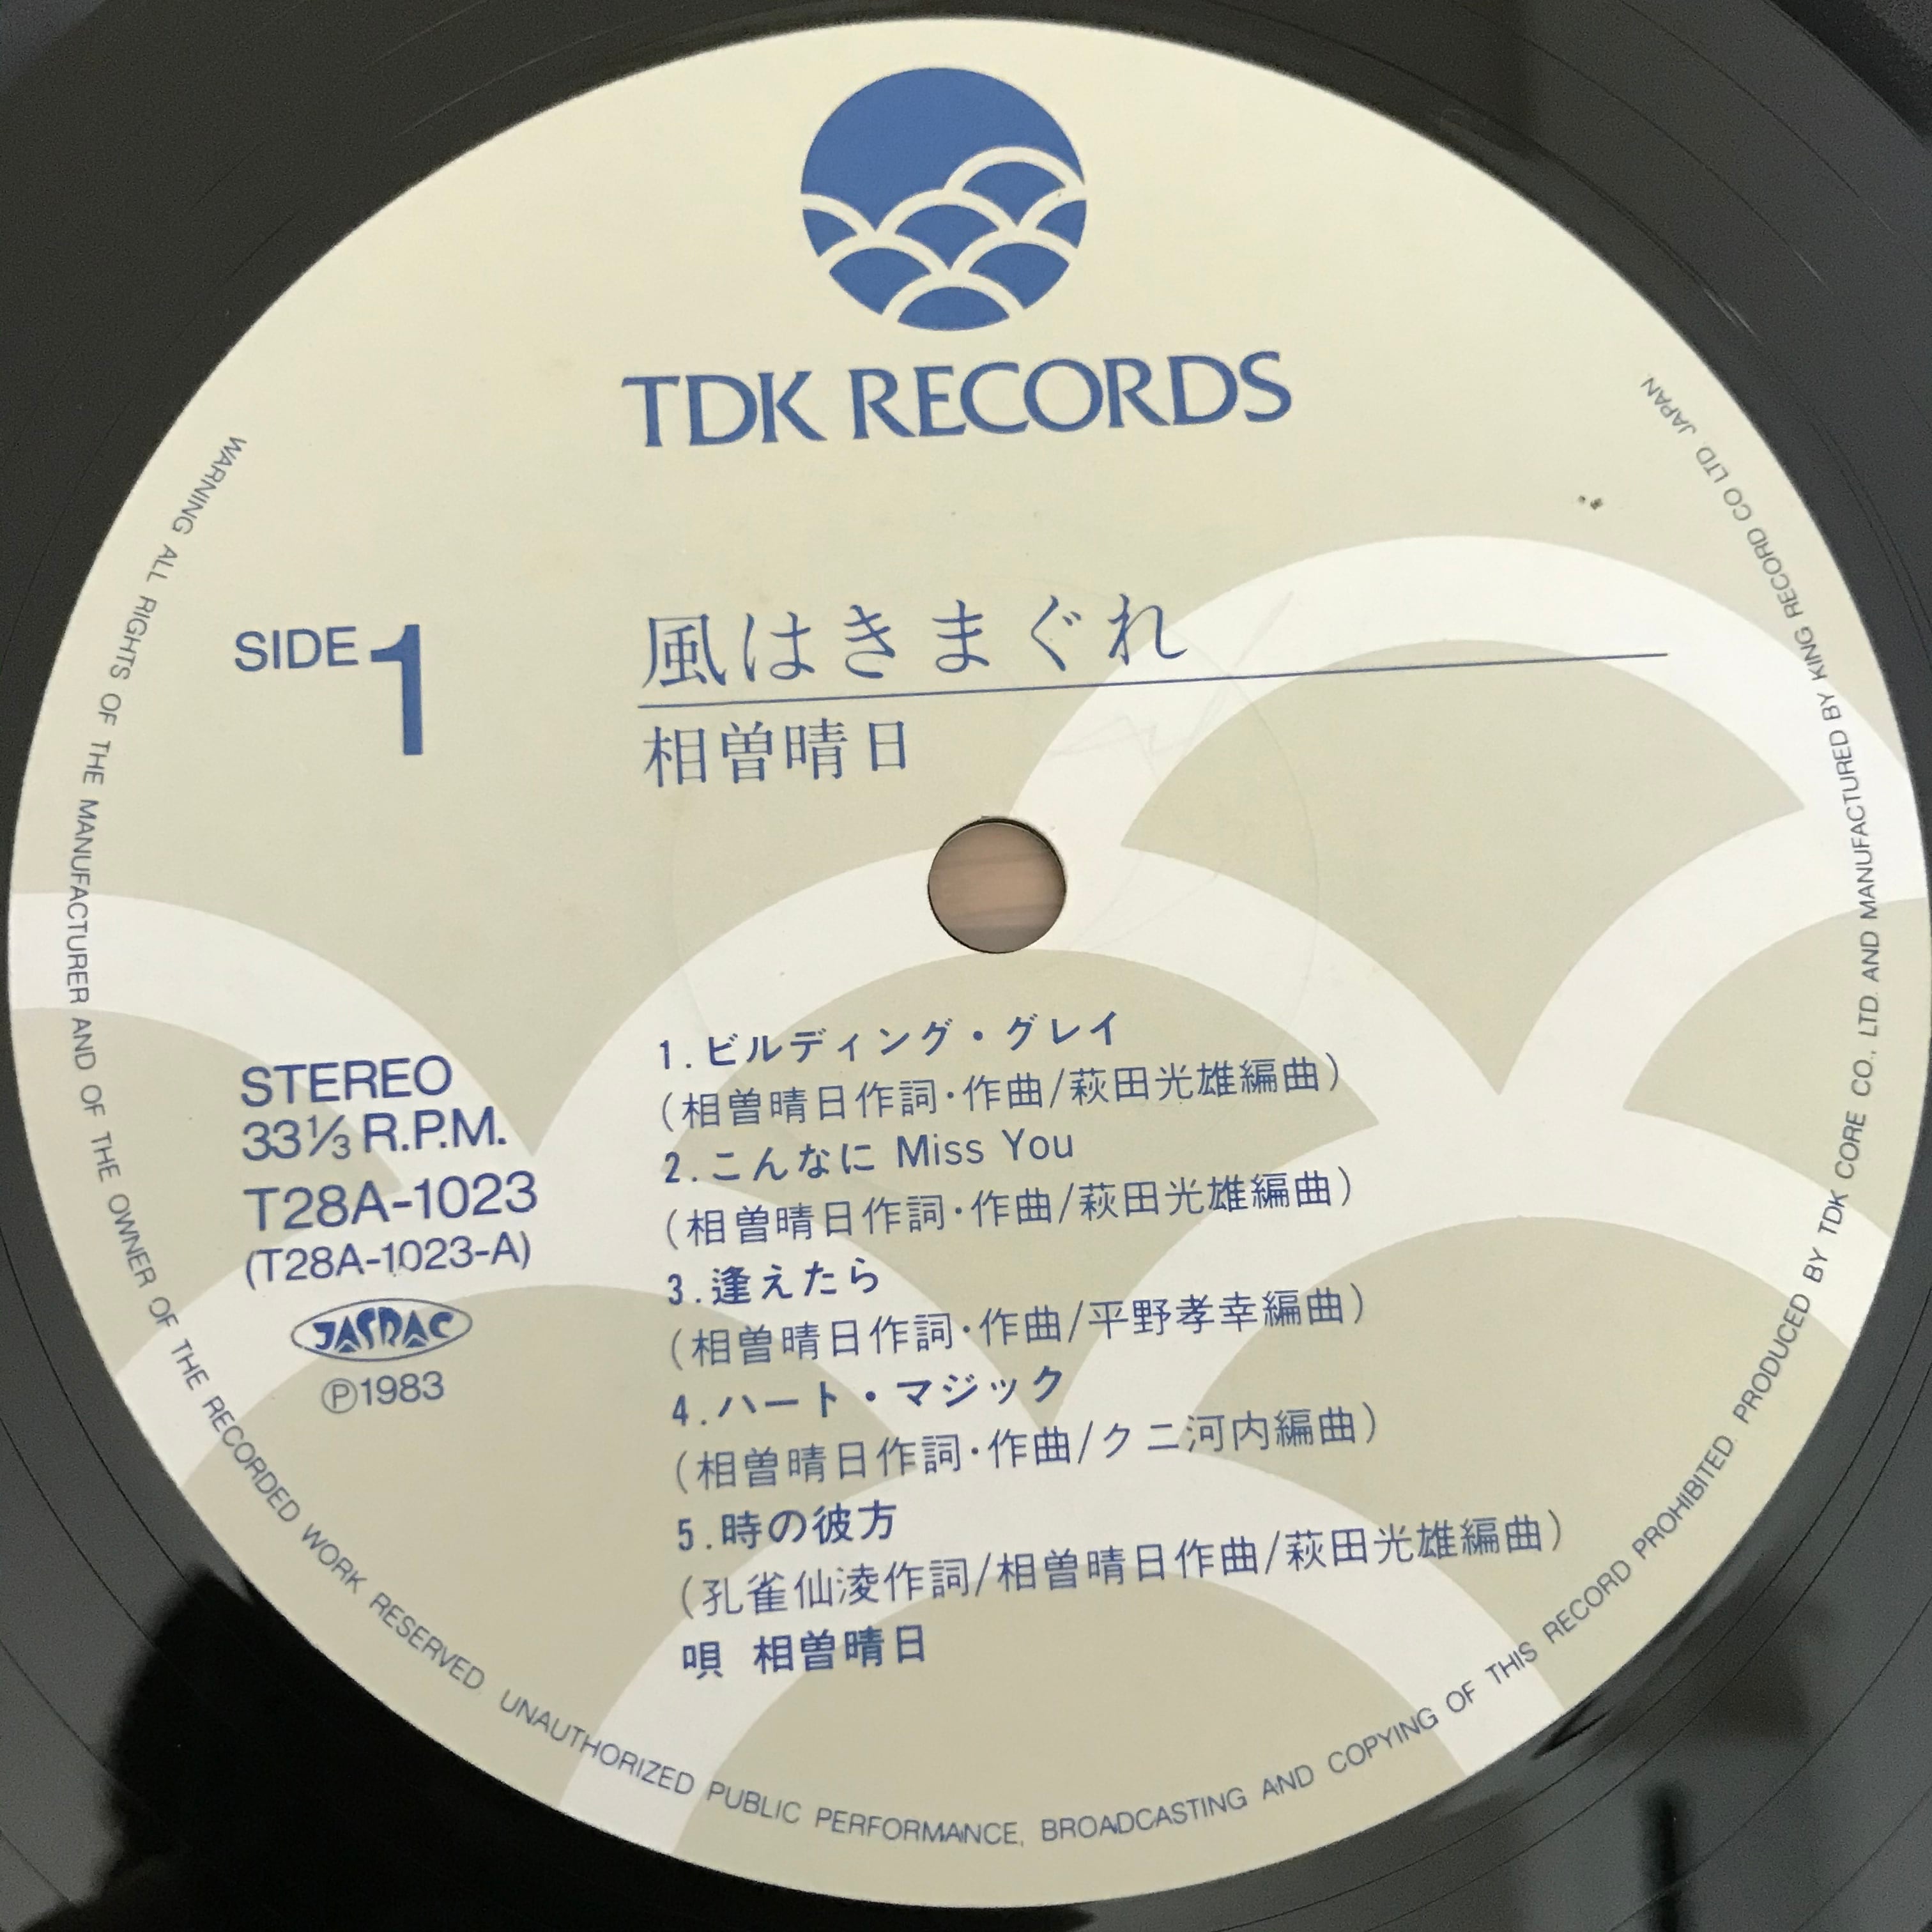 TDK RECORDS
SIDE 1
風はきまぐれ
相曽晴日
STEREO
33⅓ R.P.M.
T28A-1023
(T28A-1023-A)
JASRAC
Ⓟ1983
1.ビルディング・グレイ
(相曽晴日作詞・作曲/萩田光雄編曲)
2.こんなに Miss You
(相曽晴日作詞・作曲/萩田光雄編曲)
3.逢えたら
(相曽晴日作詞・作曲/平野孝幸編曲)
4.ハート・マジック
(相曽晴日作詞・作曲/クニ河内編曲)
5.時の彼方
(孔雀仙淩作詞/相曽晴日作曲/萩田光雄編曲)
唄 相曽晴日
WARNING ALL RIGHTS OF THE MANUFACTURER AND OF THE OWNER OF THE RECORDED WORK RESERVED. UNAUTHORIZED PUBLIC PERFORMANCE, BROADCASTING AND COPYING OF THIS RECORD PROHIBITED. PRODUCED BY TDK CORE CO., LTD. AND MANUFACTURED BY KING RECORD CO LTD. JAPAN